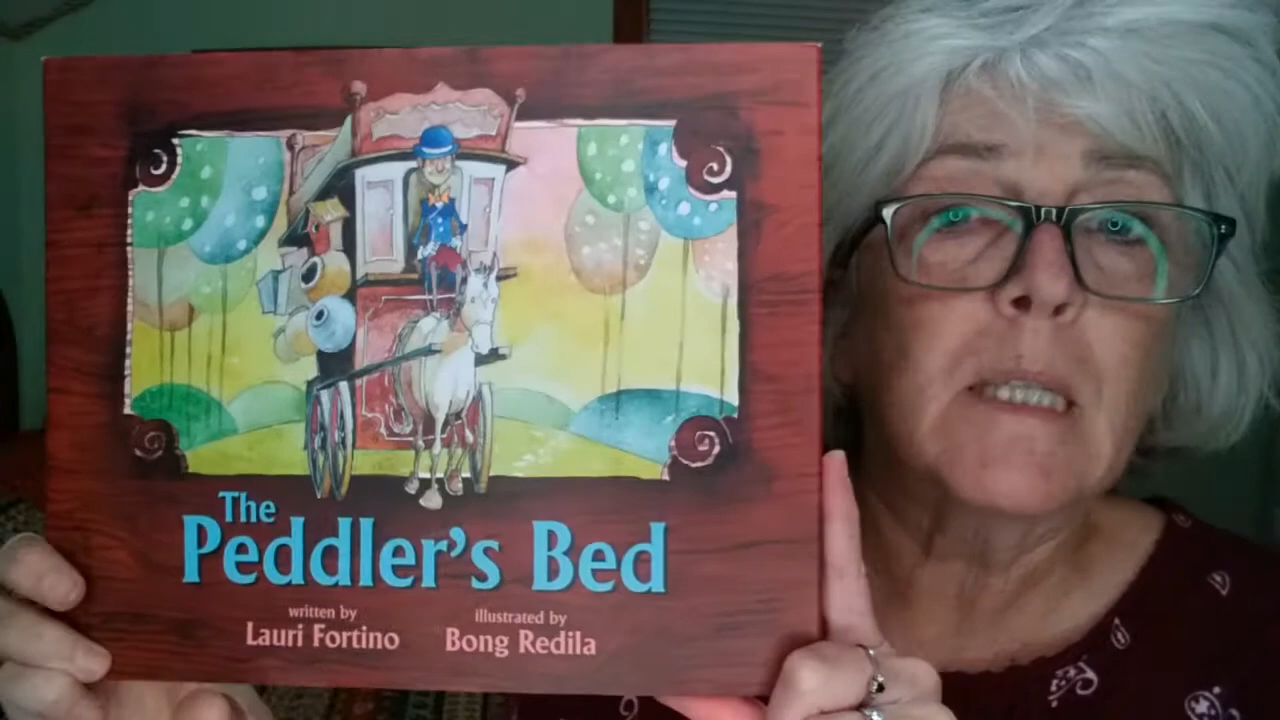 The
Peddler's Bed
written by
Lauri Fortino
illustrated by
Bong Redila